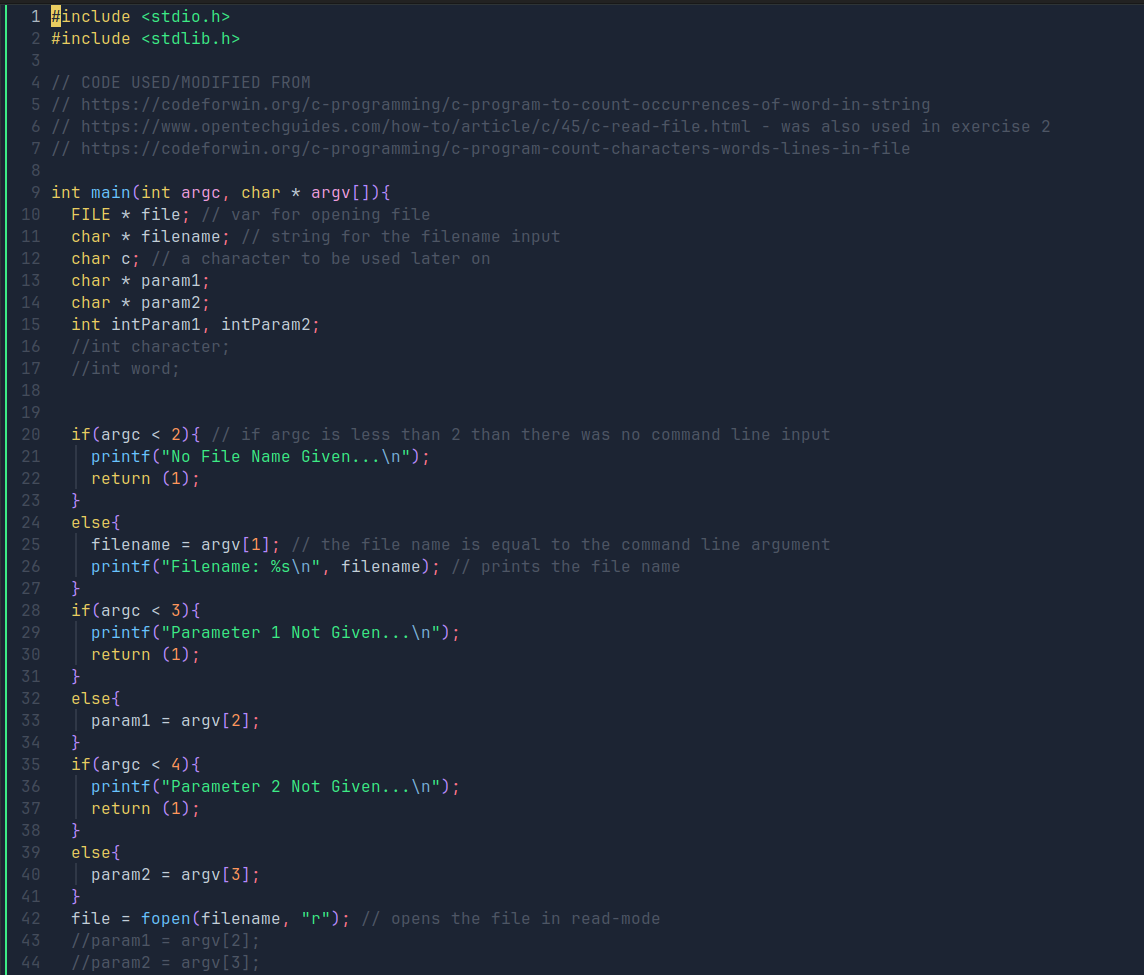 1 #include <stdio.h>
2 #include <stdlib.h>
3
4 // CODE USED/MODIFIED FROM
5 // https://codeforwin.org/c-programming/c-program-to-count-occurrences-of-word-in-string
6 // https://www.opentechguides.com/how-to/article/c/45/c-read-file.html - was also used in exercise 2
7 // https://codeforwin.org/c-programming/c-program-count-characters-words-lines-in-file
8
9 int main(int argc, char * argv[]){
10   FILE * file; // var for opening file
11   char * filename; // string for the filename input
12   char c; // a character to be used later on
13   char * param1;
14   char * param2;
15   int intParam1, intParam2;
16   //int character;
17   //int word;
18
19
20   if(argc < 2){ // if argc is less than 2 than there was no command line input
21     printf("No File Name Given...\n");
22     return (1);
23   }
24   else{
25     filename = argv[1]; // the file name is equal to the command line argument
26     printf("Filename: %s\n", filename); // prints the file name
27   }
28   if(argc < 3){
29     printf("Parameter 1 Not Given...\n");
30     return (1);
31   }
32   else{
33     param1 = argv[2];
34   }
35   if(argc < 4){
36     printf("Parameter 2 Not Given...\n");
37     return (1);
38   }
39   else{
40     param2 = argv[3];
41   }
42   file = fopen(filename, "r"); // opens the file in read-mode
43   //param1 = argv[2];
44   //param2 = argv[3];